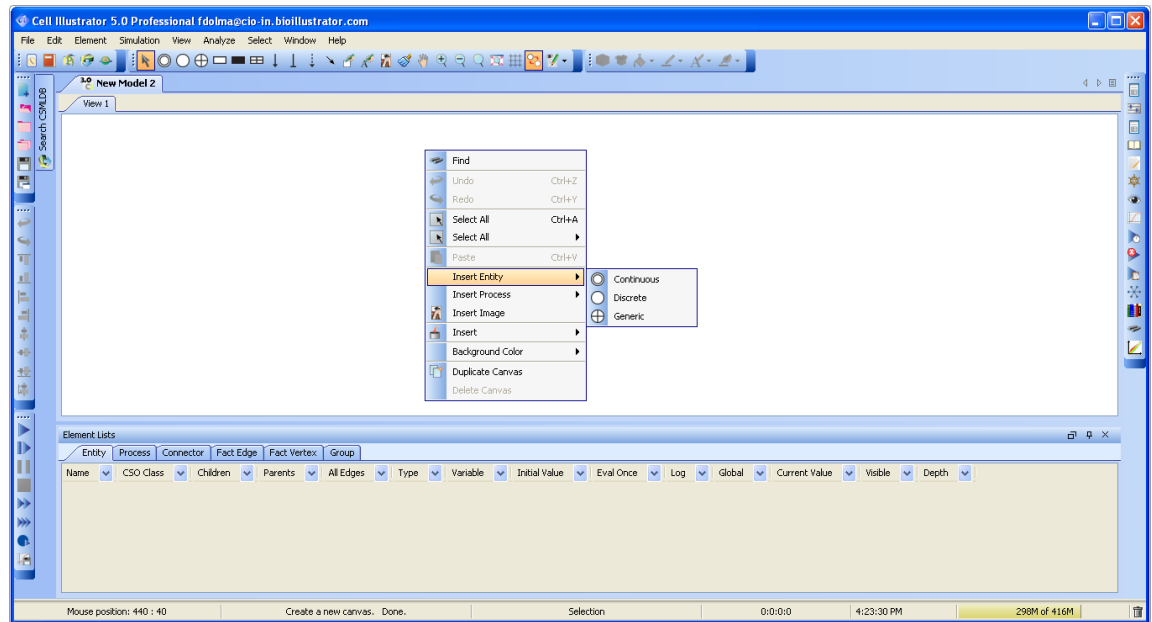 Cell Illustrator 5.0 Professional fdolma@cio-in.bioillustrator.com
File Edit Element Simulation View Analyze Select Window Help
New Model 2
View 1
Search CSMLDB
Find
Undo Ctrl+Z
Redo Ctrl+Y
Select All Ctrl+A
Select All
Paste Ctrl+V
Insert Entity
Continuous
Insert Process
Discrete
Insert Image
Generic
Insert
Background Color
Duplicate Canvas
Delete Canvas
Element Lists
Entity Process Connector Fact Edge Fact Vertex Group
Name CSO Class Children Parents All Edges Type Variable Initial Value Eval Once Log Global Current Value Visible Depth
Mouse position: 440 : 40 Create a new canvas. Done. Selection 0:0:0:0 4:23:30 PM 298M of 416M